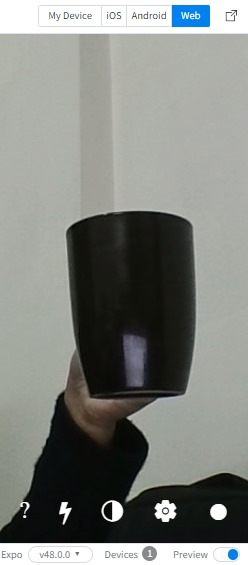 My Device iOS Android Web
?
Expo v48.0.0 Devices 1 Preview